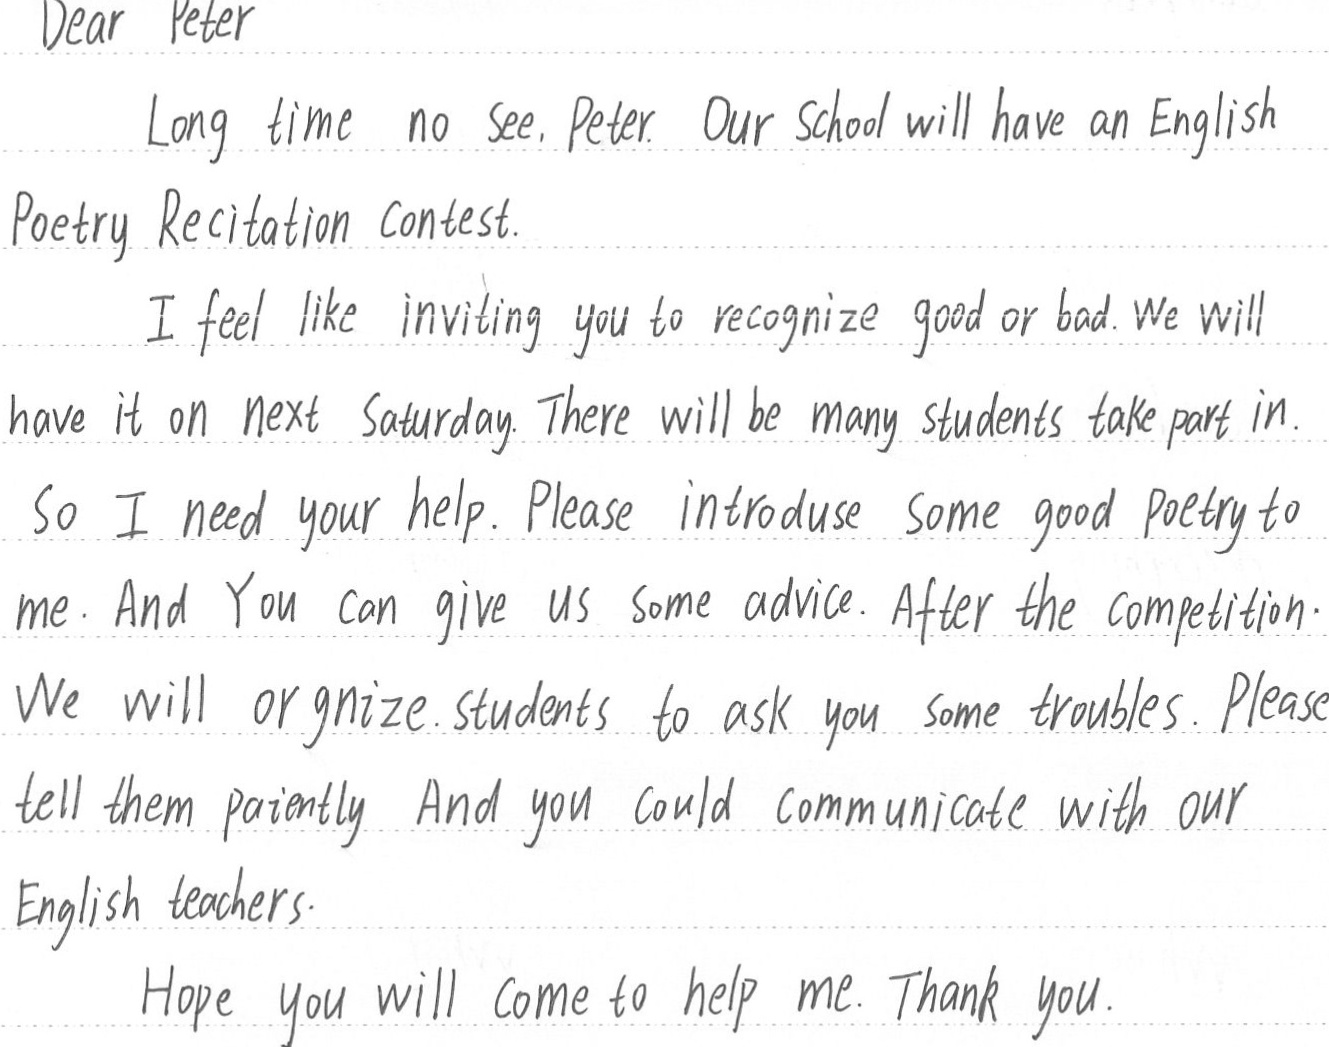 Dear Peter
Long time no see, Peter. Our School will have an English
Poetry Recitation Contest.
I feel like inviting you to recognize good or bad. We will
have it on next Saturday. There will be many students take part in.
So I need your help. Please introduse some good poetry to
me. And You can give us some advice. After the competition.
We will orgnize. students to ask you some troubles. Please
tell them paiently And you could communicate with our
English teachers.
Hope you will come to help me. Thank you.